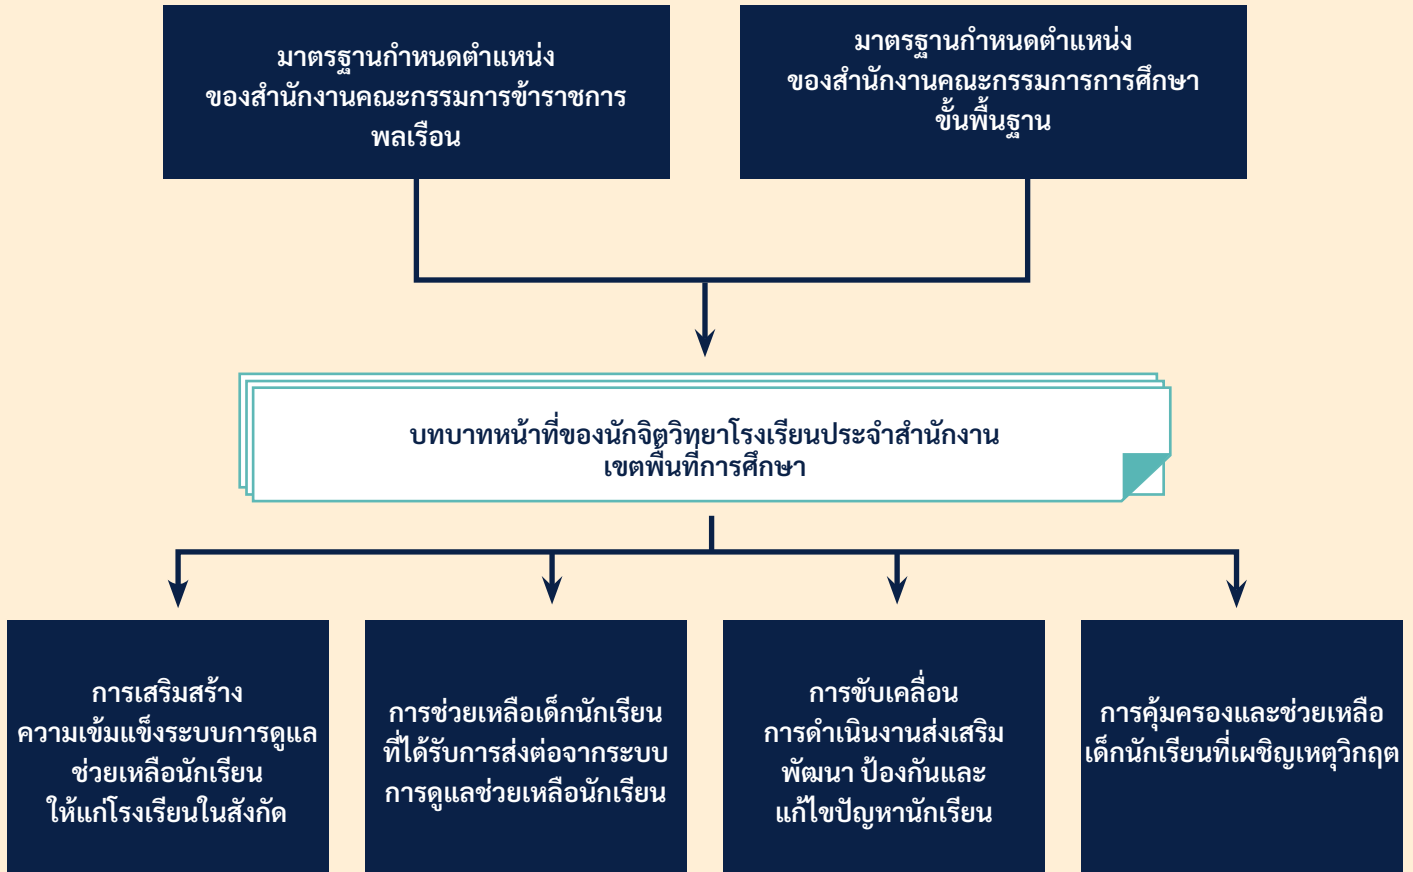 มาตรฐานกำหนดตำแหน่ง
ของสำนักงานคณะกรรมการข้าราชการ
พลเรือน
มาตรฐานกำหนดตำแหน่ง
ของสำนักงานคณะกรรมการการศึกษา
ขั้นพื้นฐาน
บทบาทหน้าที่ของนักจิตวิทยาโรงเรียนประจำสำนักงาน
เขตพื้นที่การศึกษา
การเสริมสร้าง
ความเข้มแข็งระบบการดูแล
ช่วยเหลือนักเรียน
ให้แก่โรงเรียนในสังกัด
การช่วยเหลือเด็กนักเรียน
ที่ได้รับการส่งต่อจากระบบ
การดูแลช่วยเหลือนักเรียน
การขับเคลื่อน
การดำเนินงานส่งเสริม
พัฒนา ป้องกันและ
แก้ไขปัญหานักเรียน
การคุ้มครองและช่วยเหลือ
เด็กนักเรียนที่เผชิญเหตุวิกฤต